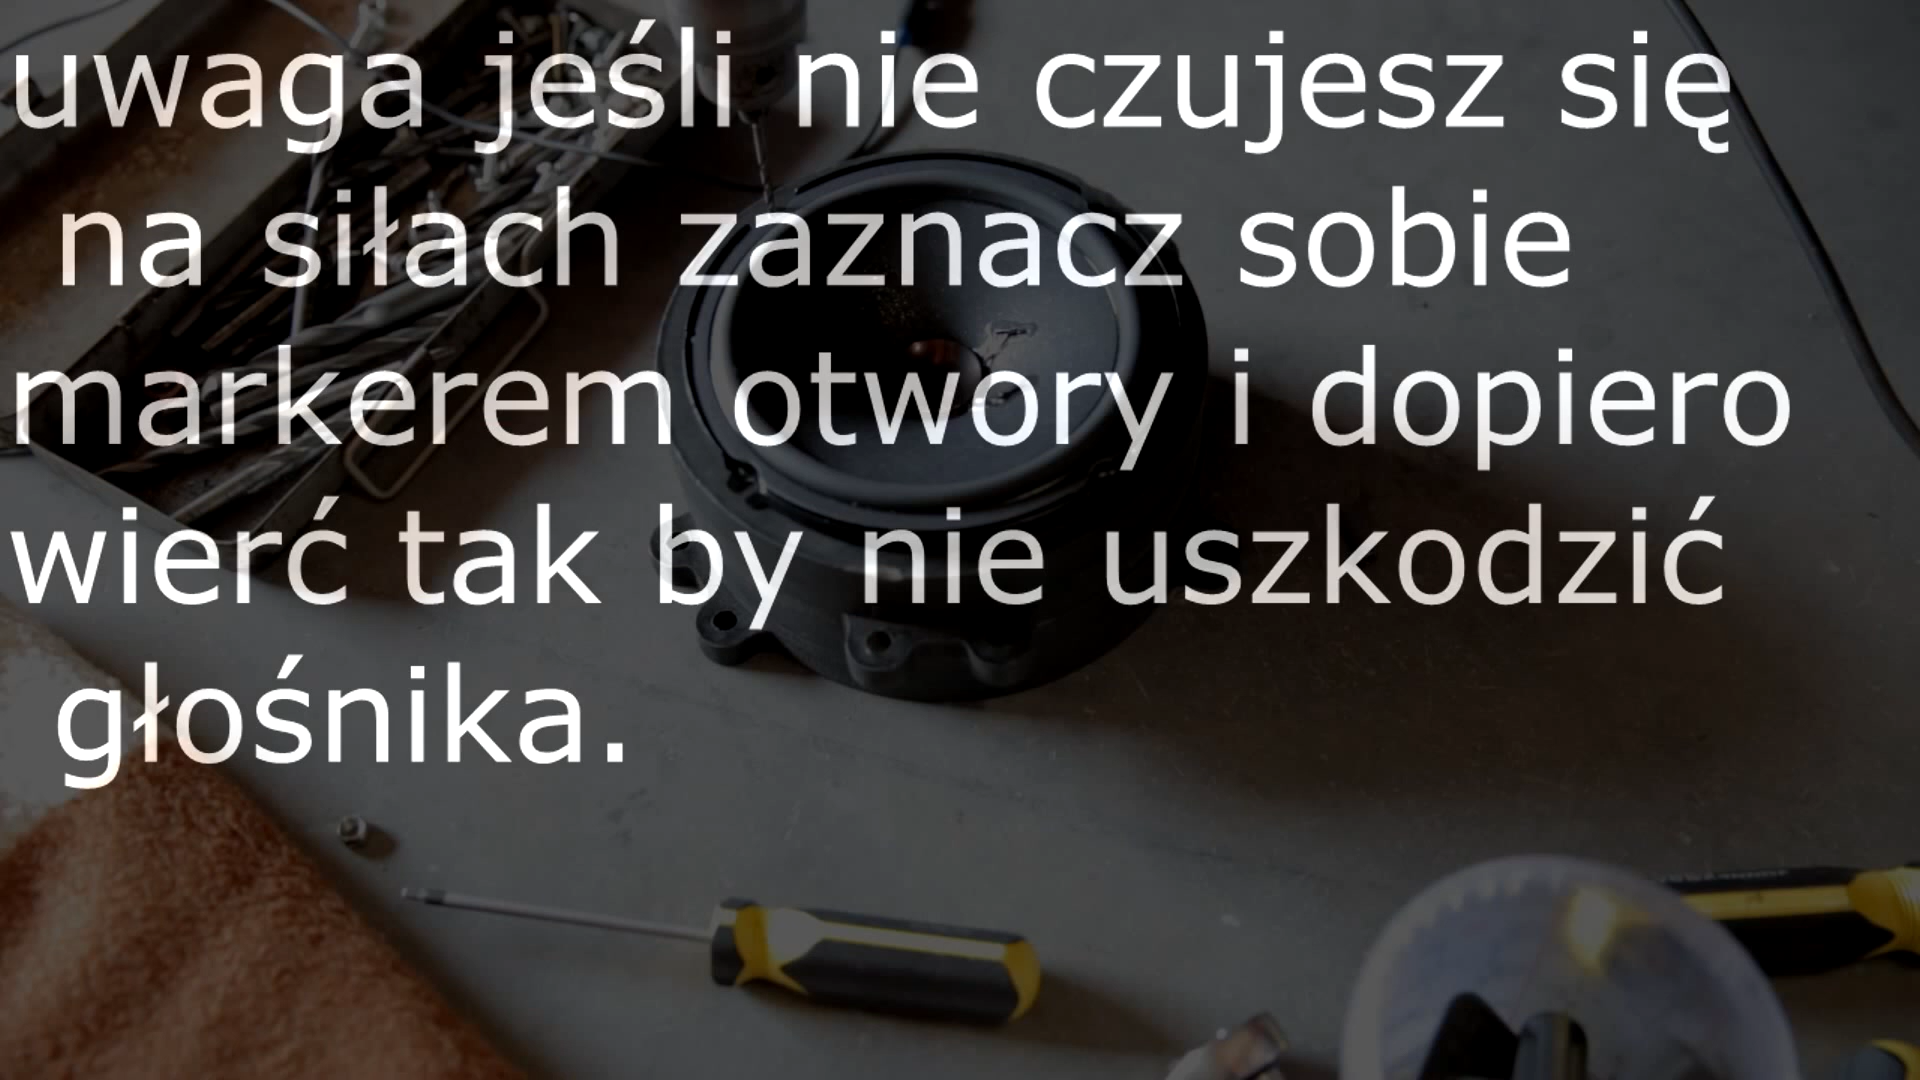 uwaga jeśli nie czujesz się
na siłach zaznacz sobie
markerem otwory i dopiero
wierć tak by nie uszkodzić
głośnika.